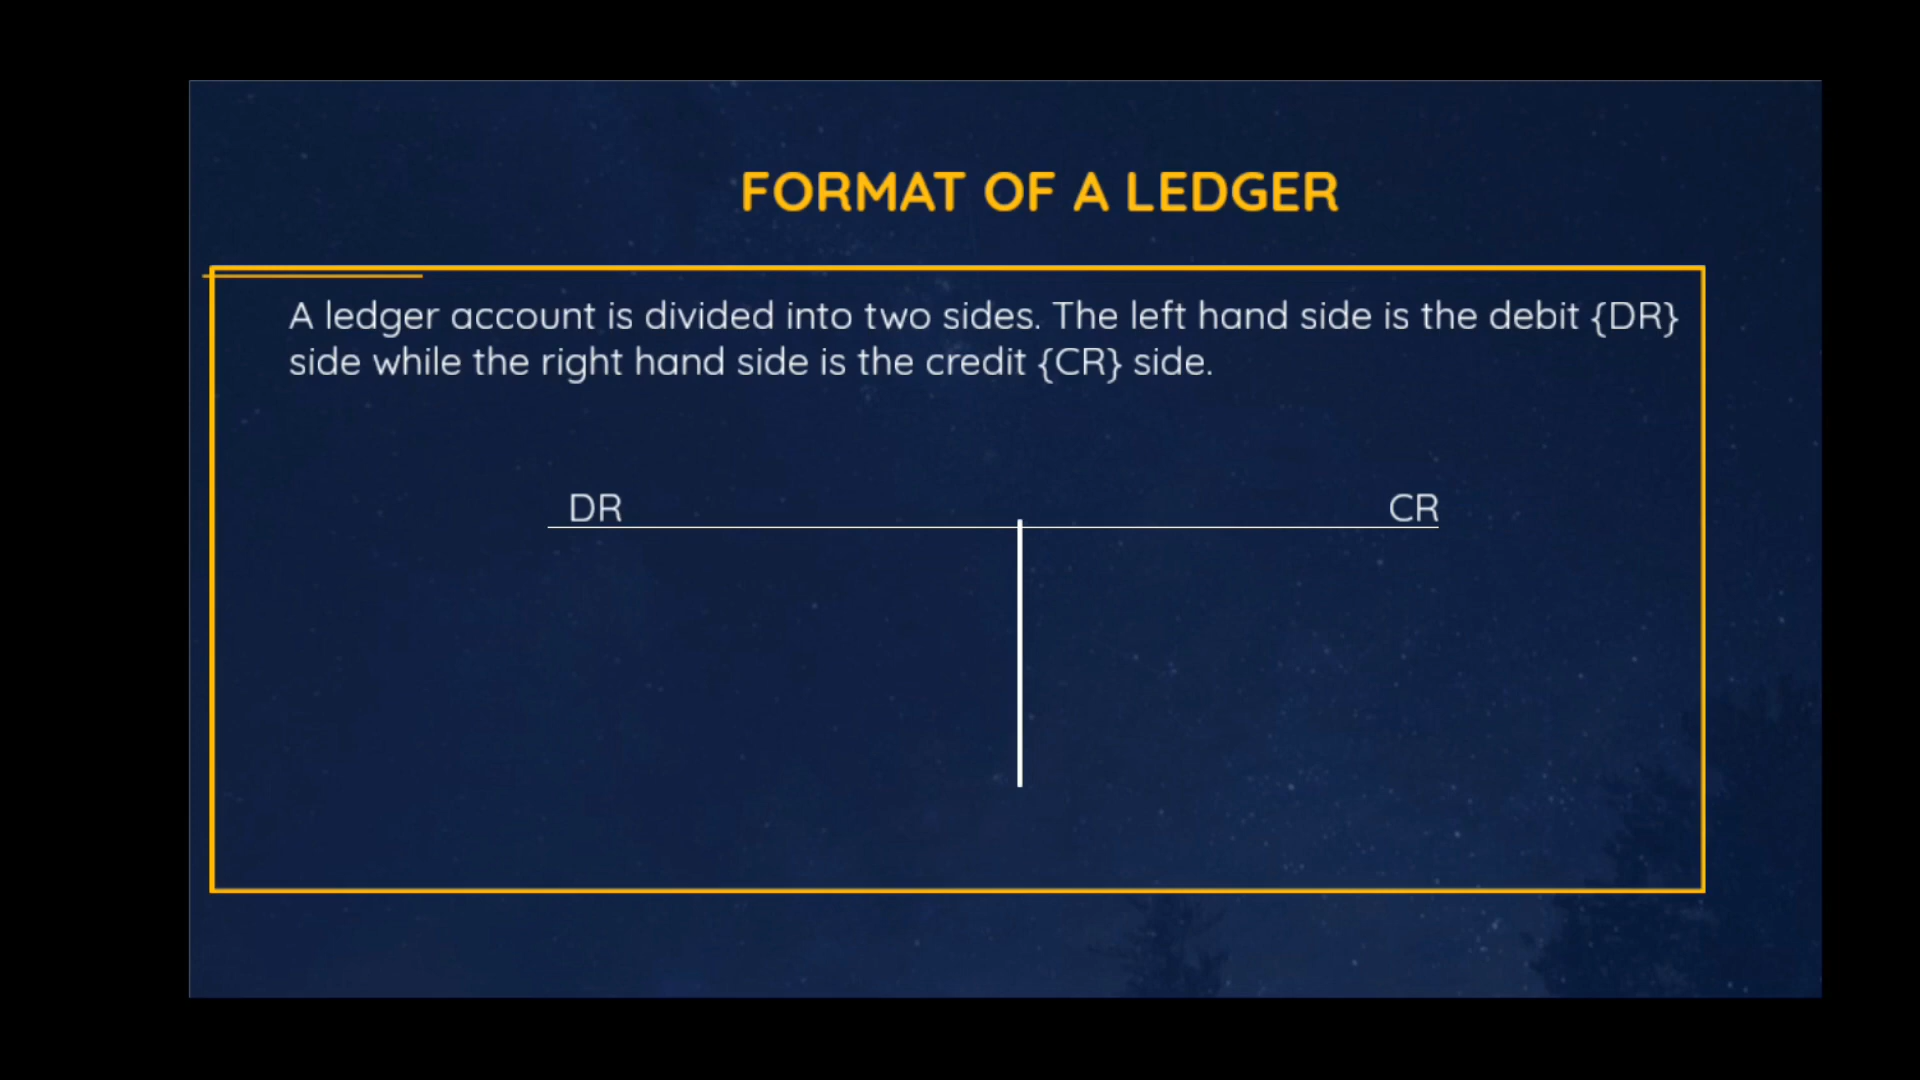 FORMAT OF A LEDGER
A ledger account is divided into two sides. The left hand side is the debit {DR}
side while the right hand side is the credit {CR} side.
DR CR